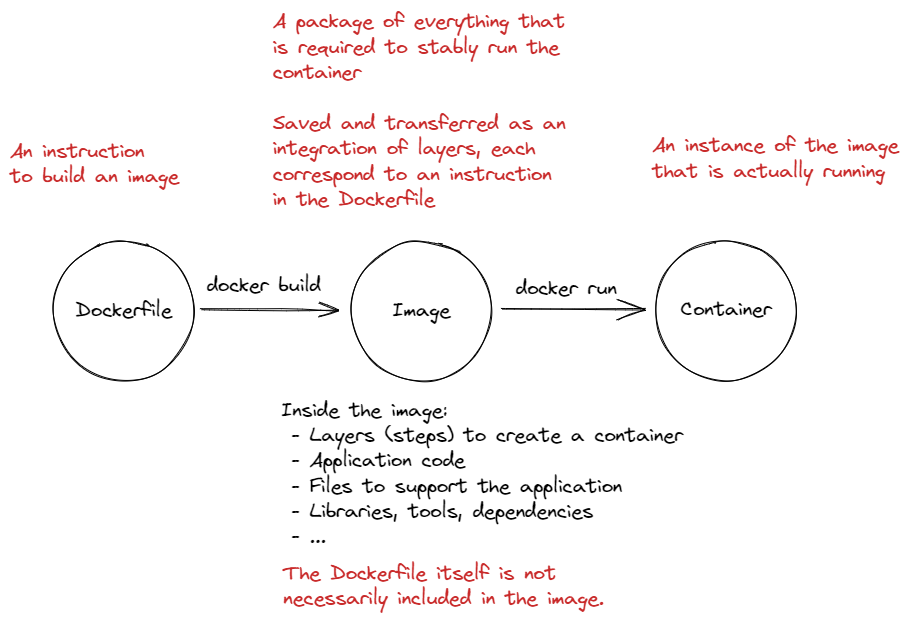 A package of everything that
is required to stably run the
container
Saved and transferred as an
integration of layers, each
correspond to an instruction
in the Dockerfile
An instruction
to build an image
An instance of the image
that is actually running
Dockerfile
docker build
Image
docker run
Container
Inside the image:
- Layers (steps) to create a container
- Application code
- Files to support the application
- Libraries, tools, dependencies
- ...
The Dockerfile itself is not
necessarily included in the image.